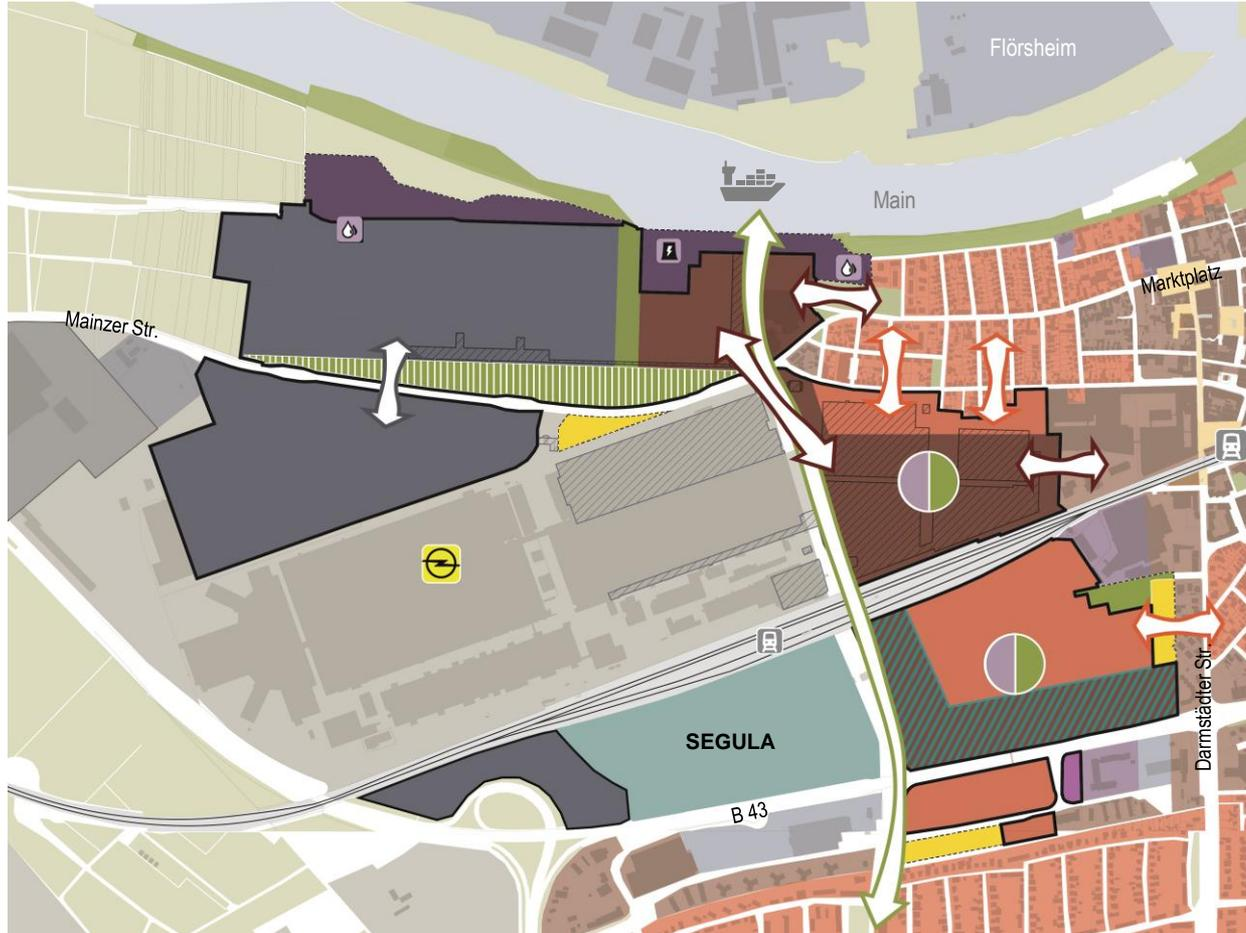 Flörsheim
Main
Marktplatz
Mainzer Str.
SEGULA
Darmstädter Str.
B 43